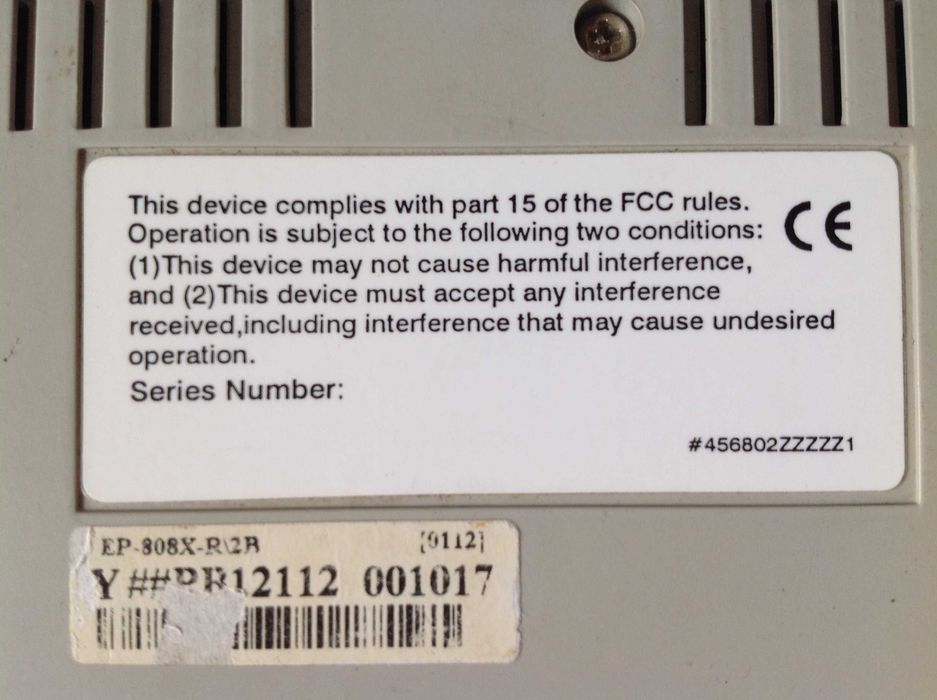 This device complies with part 15 of the FCC rules.
Operation is subject to the following two conditions:
(1)This device may not cause harmful interference,
and (2)This device must accept any interference
received,including interference that may cause undesired
operation.
CE
Series Number:
#456802ZZZZZ1
EP-808X-R\2B [0112]
001017